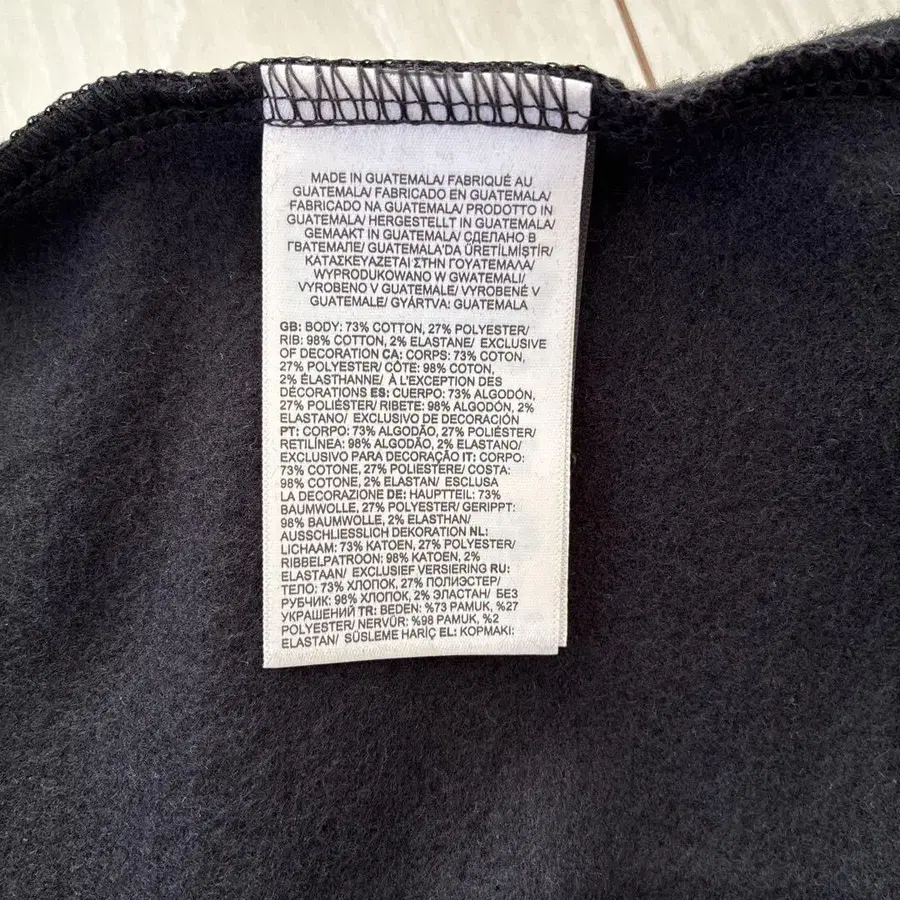 MADE IN GUATEMALA/ FABRIQUÉ AU
GUATEMALA/ FABRICADO EN GUATEMALA/
FABRICADO NA GUATEMALA/ PRODOTTO IN
GUATEMALA/ HERGESTELLT IN GUATEMALA/
GEMAAKT IN GUATEMALA/ СДЕЛАНО В
ГВАТЕМАЛЕ/ GUATEMALA'DA ÜRETİLMİŞTİR/
ΚΑΤΑΣΚΕΥΑΖΕΤΑΙ ΣΤΗΝ ΓΟΥΑΤΕΜΑΛΑ/
WYPRODUKOWANO W GWATEMALI/
VYROBENO V GUATEMALE/ VYROBENÉ V
GUATEMALE/ GYÁRTVA: GUATEMALA
GB: BODY: 73% COTTON, 27% POLYESTER/
RIB: 98% COTTON, 2% ELASTANE/ EXCLUSIVE
OF DECORATION CA: CORPS: 73% COTON,
27% POLYESTER/ CÔTE: 98% COTON,
2% ÉLASTHANNE/ À L'EXCEPTION DES
DÉCORATIONS ES: CUERPO: 73% ALGODÓN,
27% POLIÉSTER/ RIBETE: 98% ALGODÓN, 2%
ELASTANO/ EXCLUSIVO DE DECORACIÓN
PT: CORPO: 73% ALGODÃO, 27% POLIÉSTER/
RETILÍNEA: 98% ALGODÃO, 2% ELASTANO/
EXCLUSIVO PARA DECORAÇÃO IT: CORPO:
73% COTONE, 27% POLIESTERE/ COSTA:
98% COTONE, 2% ELASTAN/ ESCLUSA
LA DECORAZIONE DE: HAUPTTEIL: 73%
BAUMWOLLE, 27% POLYESTER/ GERIPPT:
98% BAUMWOLLE, 2% ELASTHAN/
AUSSCHLIESSLICH DEKORATION NL:
LICHAAM: 73% KATOEN, 27% POLYESTER/
RIBBELPATROON: 98% KATOEN, 2%
ELASTAAN/ EXCLUSIEF VERSIERING RU:
ТЕЛО: 73% ХЛОПОК, 27% ПОЛИЭСТЕР/
РУБЧИК: 98% ХЛОПОК, 2% ЭЛАСТАН/ БЕЗ
УКРАШЕНИЙ TR: BEDEN: %73 PAMUK, %27
POLYESTER/ NERVÜR: %98 PAMUK, %2
ELASTAN/ SÜSLEME HARİÇ EL: ΚΟΡΜΑΚΙ: